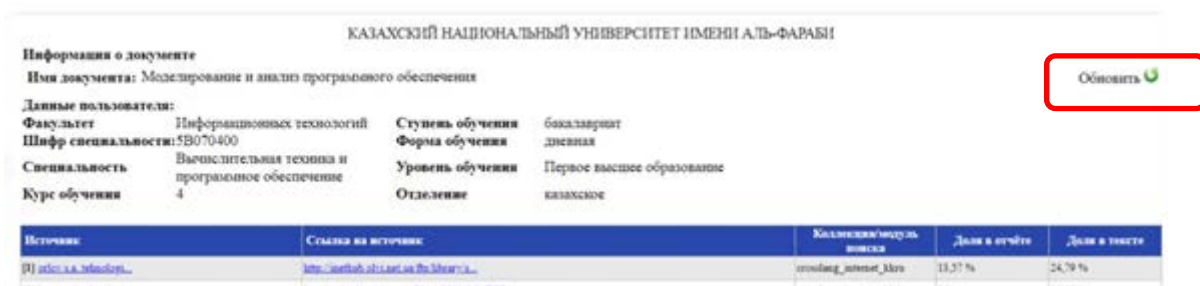 КАЗАХСКИЙ НАЦИОНАЛЬНЫЙ УНИВЕРСИТЕТ ИМЕНИ АЛЬ-ФАРАБИ
Информация о документе
Имя документа: Моделирование и анализ программного обеспечения
Обновить
Данные пользователя:
Факультет Информационных технологий Ступень обучения бакалавриат
Шифр специальности: 5В070400 Форма обучения дневная
Специальность Вычислительная техника и программное обеспечение Уровень обучения Первое высшее образование
Курс обучения 4 Отделение казахское
Источник Ссылка на источник Коллекция/модуль поиска Доля в отчёте Доля в тексте
[1] 13,57 % 24,79 %